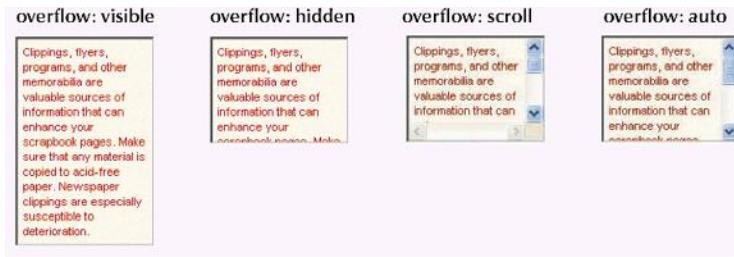 overflow: visible
Clippings, flyers,
programs, and other
memorabilia are
valuable sources of
information that can
enhance your
scrapbook pages. Make
sure that any material is
copied to acid-free
paper. Newspaper
clippings are especially
susceptible to
deterioration.
overflow: hidden
Clippings, flyers,
programs, and other
memorabilia are
valuable sources of
information that can
enhance your
overflow: scroll
Clippings, flyers,
programs, and other
memorabilia are
valuable sources of
information that can
overflow: auto
Clippings, flyers,
programs, and other
memorabilia are
valuable sources of
information that can
enhance your